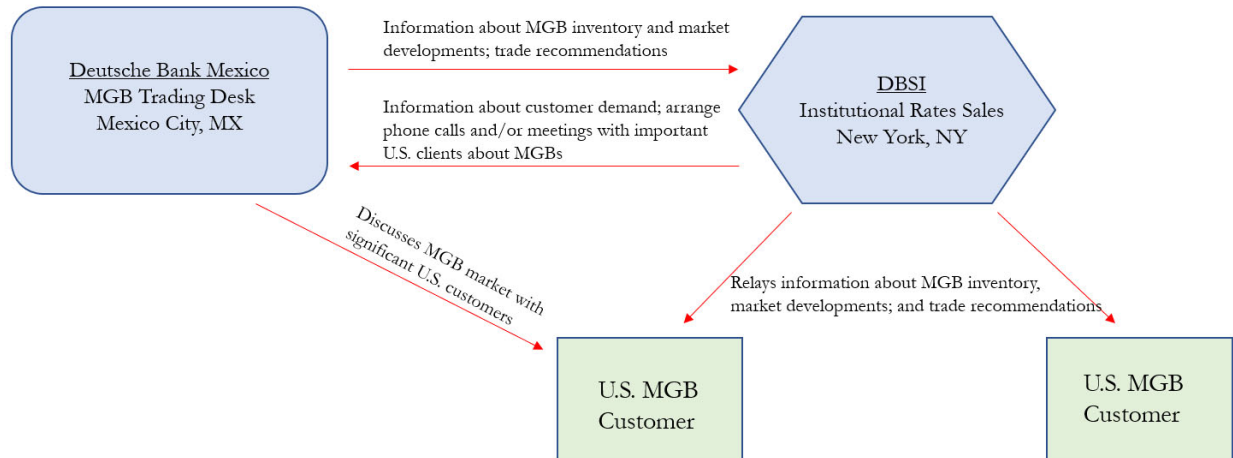 Information about MGB inventory and market
developments; trade recommendations
Deutsche Bank Mexico
MGB Trading Desk
Mexico City, MX
DBSI
Institutional Rates Sales
New York, NY
Information about customer demand; arrange
phone calls and/or meetings with important
U.S. clients about MGBs
Discusses MGB market with
significant U.S. customers
Relays information about MGB inventory,
market developments; and trade recommendations
U.S. MGB
Customer
U.S. MGB
Customer